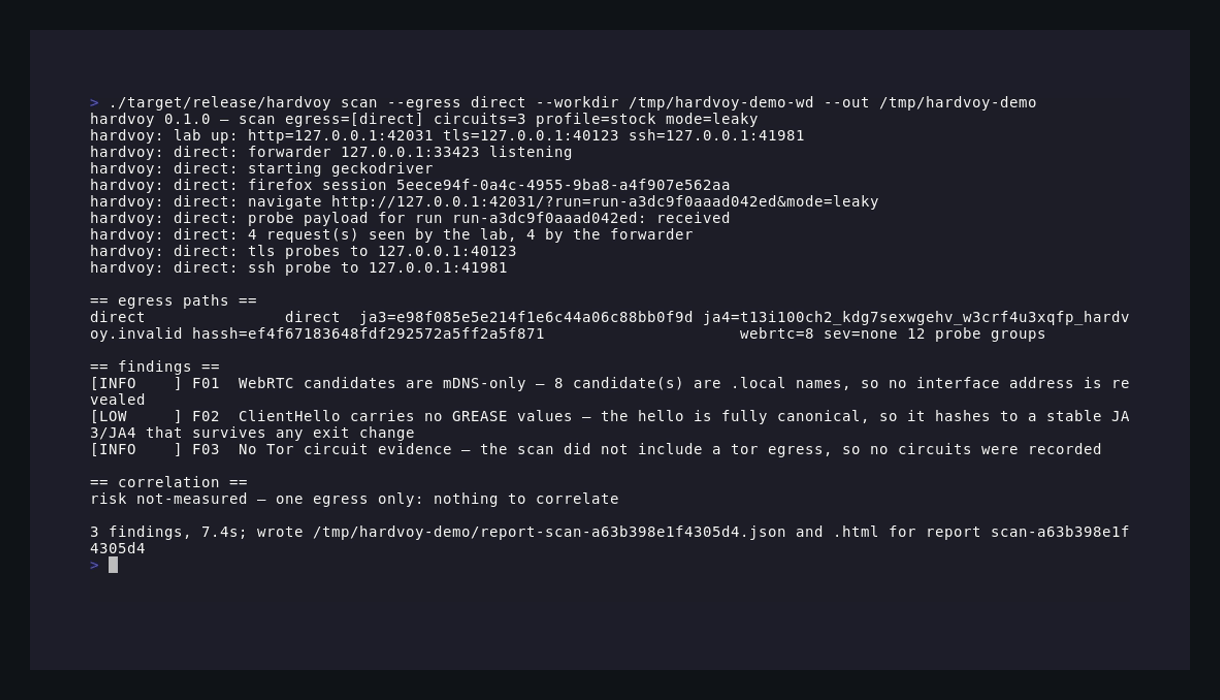 > ./target/release/hardvoy scan --egress direct --workdir /tmp/hardvoy-demo-wd --out /tmp/hardvoy-demo
hardvoy 0.1.0 — scan egress=[direct] circuits=3 profile=stock mode=leaky
hardvoy: lab up: http=127.0.0.1:42031 tls=127.0.0.1:40123 ssh=127.0.0.1:41981
hardvoy: direct: forwarder 127.0.0.1:33423 listening
hardvoy: direct: starting geckodriver
hardvoy: direct: firefox session 5eece94f-0a4c-4955-9ba8-a4f907e562aa
hardvoy: direct: navigate http://127.0.0.1:42031/?run=run-a3dc9f0aaad042ed&mode=leaky
hardvoy: direct: probe payload for run run-a3dc9f0aaad042ed: received
hardvoy: direct: 4 request(s) seen by the lab, 4 by the forwarder
hardvoy: direct: tls probes to 127.0.0.1:40123
hardvoy: direct: ssh probe to 127.0.0.1:41981
== egress paths ==
direct               direct  ja3=e98f085e5e214f1e6c44a06c88bb0f9d ja4=t13i100ch2_kdg7sexwgehv_w3crf4u3xqfp_hardv
oy.invalid hassh=ef4f67183648fdf292572a5ff2a5f871                     webrtc=8 sev=none 12 probe groups
== findings ==
[INFO    ] F01  WebRTC candidates are mDNS-only — 8 candidate(s) are .local names, so no interface address is re
vealed
[LOW     ] F02  ClientHello carries no GREASE values — the hello is fully canonical, so it hashes to a stable JA
3/JA4 that survives any exit change
[INFO    ] F03  No Tor circuit evidence — the scan did not include a tor egress, so no circuits were recorded
== correlation ==
risk not-measured — one egress only: nothing to correlate
3 findings, 7.4s; wrote /tmp/hardvoy-demo/report-scan-a63b398e1f4305d4.json and .html for report scan-a63b398e1f
4305d4
>